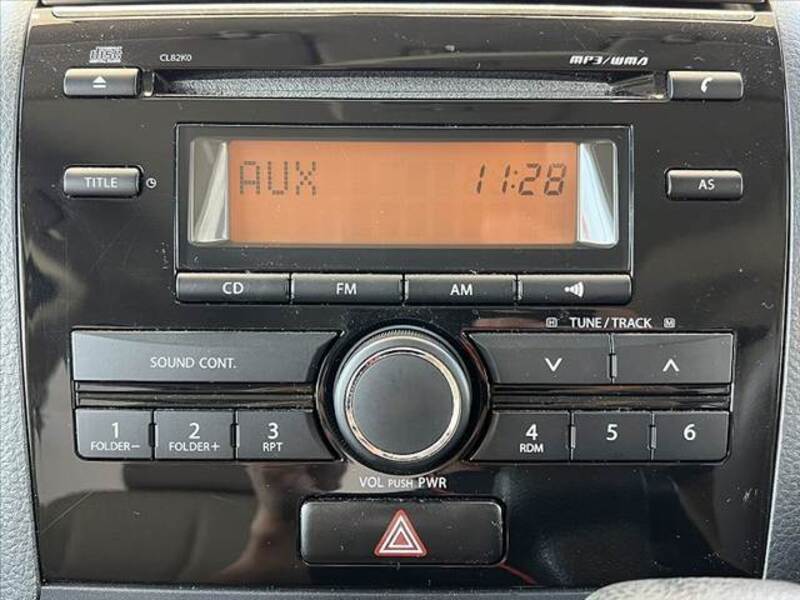 disc CL82K0 MP3/WMA
AUX 11:28
TITLE AS
CD FM AM
H TUNE/TRACK M
SOUND CONT.
1 2 3 4 5 6
FOLDER− FOLDER+ RPT RDM
VOL PUSH PWR